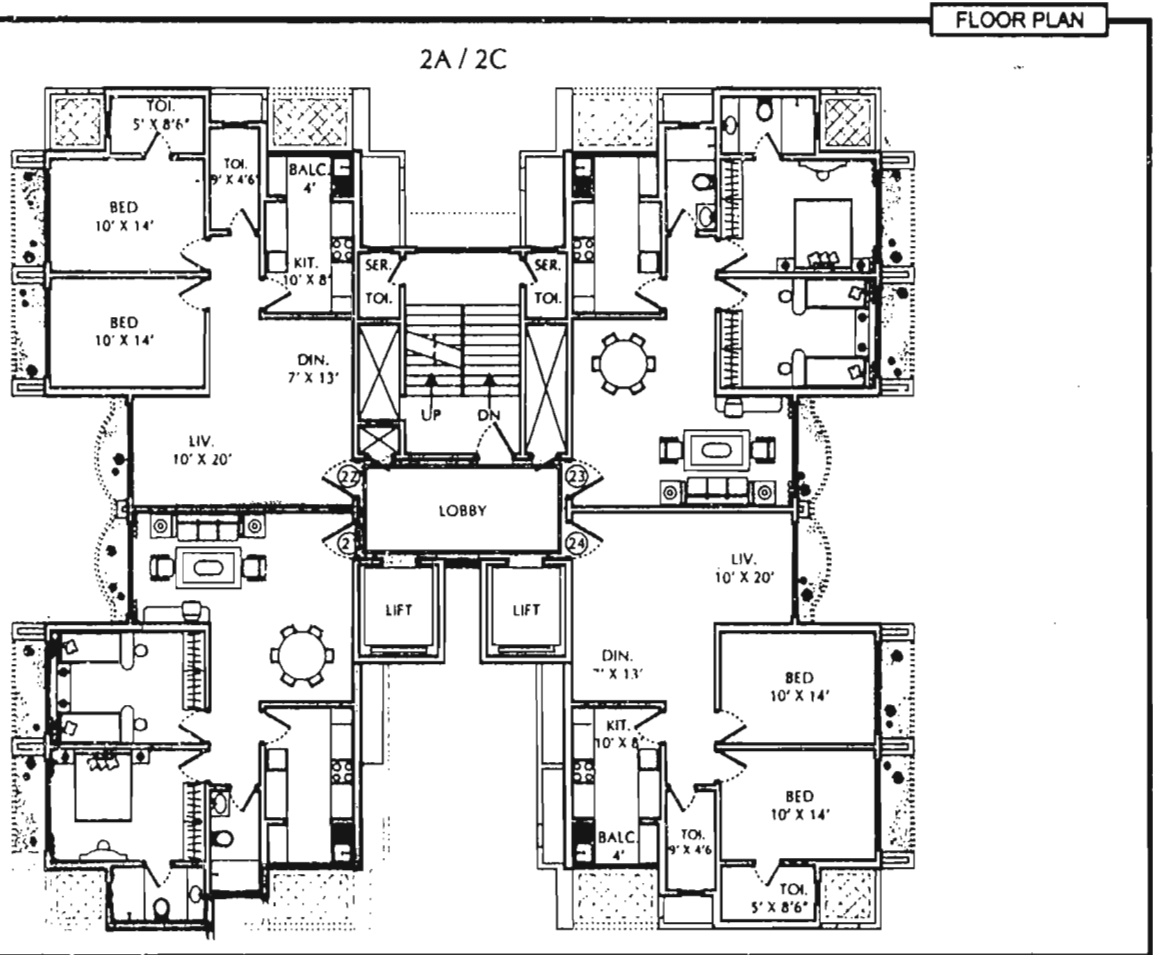 FLOOR PLAN
2A / 2C
TOI.
5' X 8'6"
TOI.
9' X 4'6
BALC.
4'
BED
10' X 14'
KIT.
10' X 8'
SER.
TOI.
SER.
TOI.
BED
10' X 14'
DIN.
7' X 13'
UP
DN
LIV.
10' X 20'
22
23
LOBBY
2
24
LIV.
10' X 20'
LIFT
LIFT
DIN.
X 13'
BED
10' X 14'
KIT.
10' X 8'
BED
10' X 14'
BALC.
4'
TOI.
9' X 4'6
TOI.
5' X 8'6"